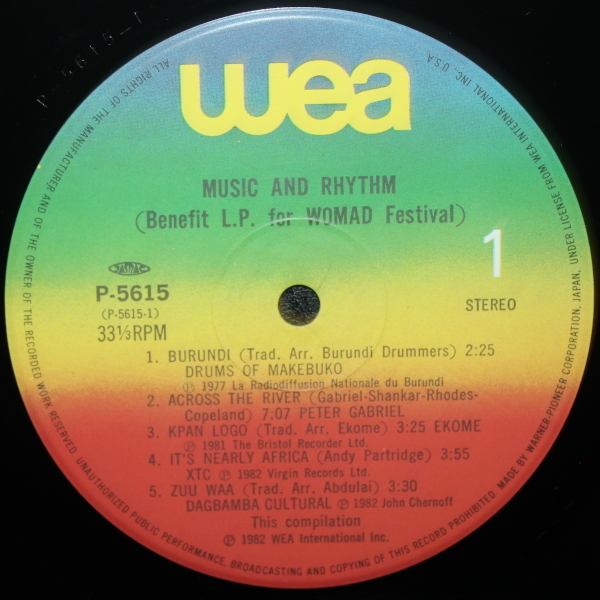 wea
MUSIC AND RHYTHM
(Benefit L.P. for WOMAD Festival)
1
P-5615
(P-5615-1)
33⅓RPM
STEREO
1. BURUNDI (Trad. Arr. Burundi Drummers) 2:25
DRUMS OF MAKEBUKO
℗ 1977 La Radiodiffusion Nationale du Burundi
2. ACROSS THE RIVER (Gabriel-Shankar-Rhodes-
Copeland) 7:07 PETER GABRIEL
3. KPAN LOGO (Trad. Arr. Ekome) 3:25 EKOME
℗ 1981 The Bristol Recorder Ltd.
4. IT'S NEARLY AFRICA (Andy Partridge) 3:55
XTC ℗ 1982 Virgin Records Ltd.
5. ZUU WAA (Trad. Arr. Abdulai) 3:30
DAGBAMBA CULTURAL ℗ 1982 John Chernoff
This compilation
℗ 1982 WEA International Inc.
ALL RIGHTS OF THE MANUFACTURER AND OF THE OWNER OF THE RECORDED WORK RESERVED. UNAUTHORIZED PUBLIC PERFORMANCE, BROADCASTING AND COPYING OF THIS RECORD PROHIBITED. MADE BY WARNER-PIONEER CORPORATION, JAPAN, UNDER LICENSE FROM WEA INTERNATIONAL INC., U.S.A.
P-5615-1